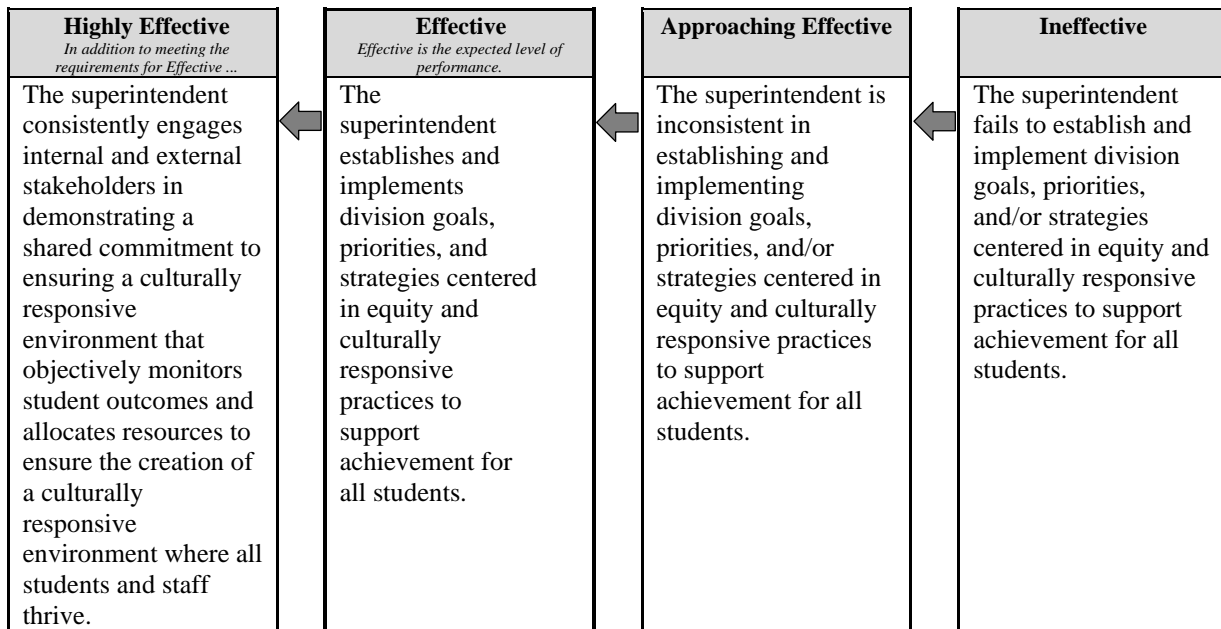 Highly Effective
In addition to meeting the
requirements for Effective ...
The superintendent
consistently engages
internal and external
stakeholders in
demonstrating a
shared commitment to
ensuring a culturally
responsive
environment that
objectively monitors
student outcomes and
allocates resources to
ensure the creation of
a culturally
responsive
environment where all
students and staff
thrive.
Effective
Effective is the expected level of
performance.
The
superintendent
establishes and
implements
division goals,
priorities, and
strategies centered
in equity and
culturally
responsive
practices to
support
achievement for
all students.
Approaching Effective
The superintendent is
inconsistent in
establishing and
implementing
division goals,
priorities, and/or
strategies centered in
equity and culturally
responsive practices
to support
achievement for all
students.
Ineffective
The superintendent
fails to establish and
implement division
goals, priorities,
and/or strategies
centered in equity and
culturally responsive
practices to support
achievement for all
students.